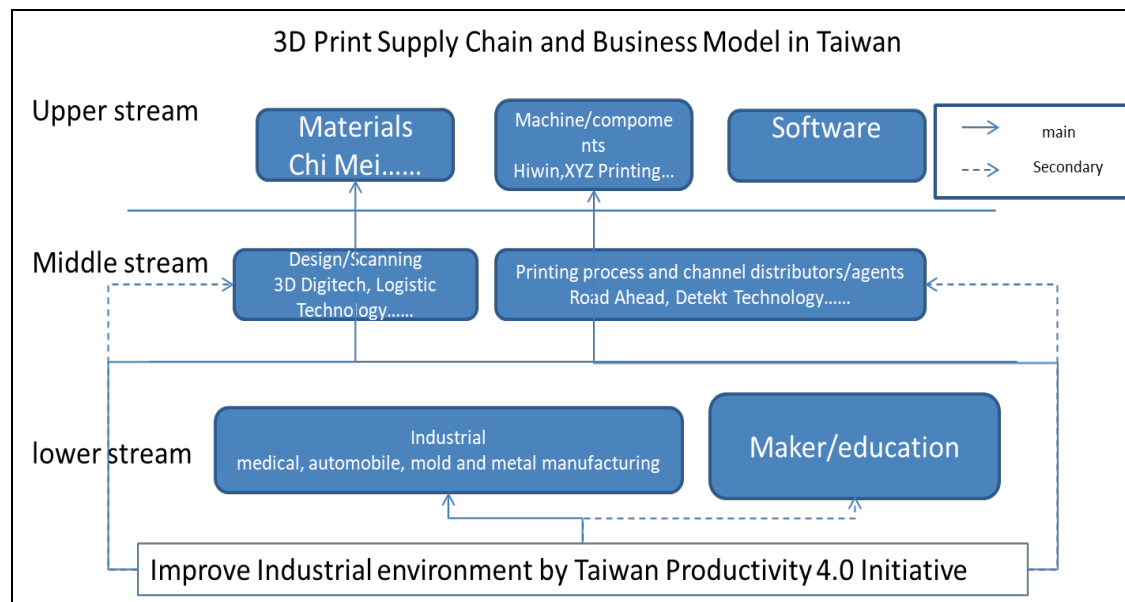 3D Print Supply Chain and Business Model in Taiwan
Upper stream
Materials
Chi Mei……
Machine/compome
nts
Hiwin,XYZ Printing…
Software
main
Secondary
Middle stream
Design/Scanning
3D Digitech, Logistic
Technology……
Printing process and channel distributors/agents
Road Ahead, Detekt Technology……
lower stream
Industrial
medical, automobile, mold and metal manufacturing
Maker/education
Improve Industrial environment by Taiwan Productivity 4.0 Initiative